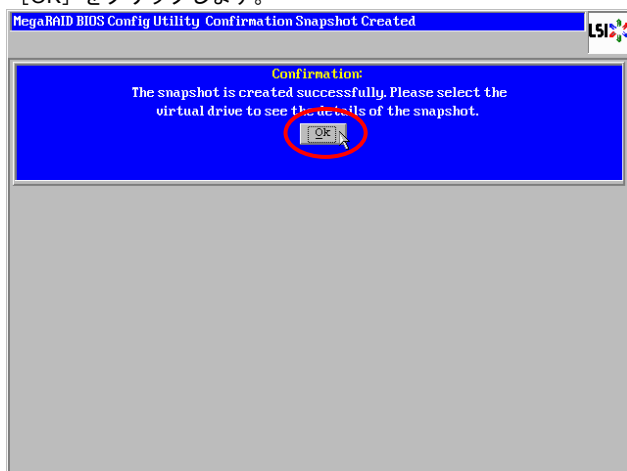 [OK] をクリックします。
MegaRAID BIOS Config Utility Confirmation Snapshot Created
LSI
Confirmation:
The snapshot is created successfully. Please select the
virtual drive to see the details of the snapshot.
Ok